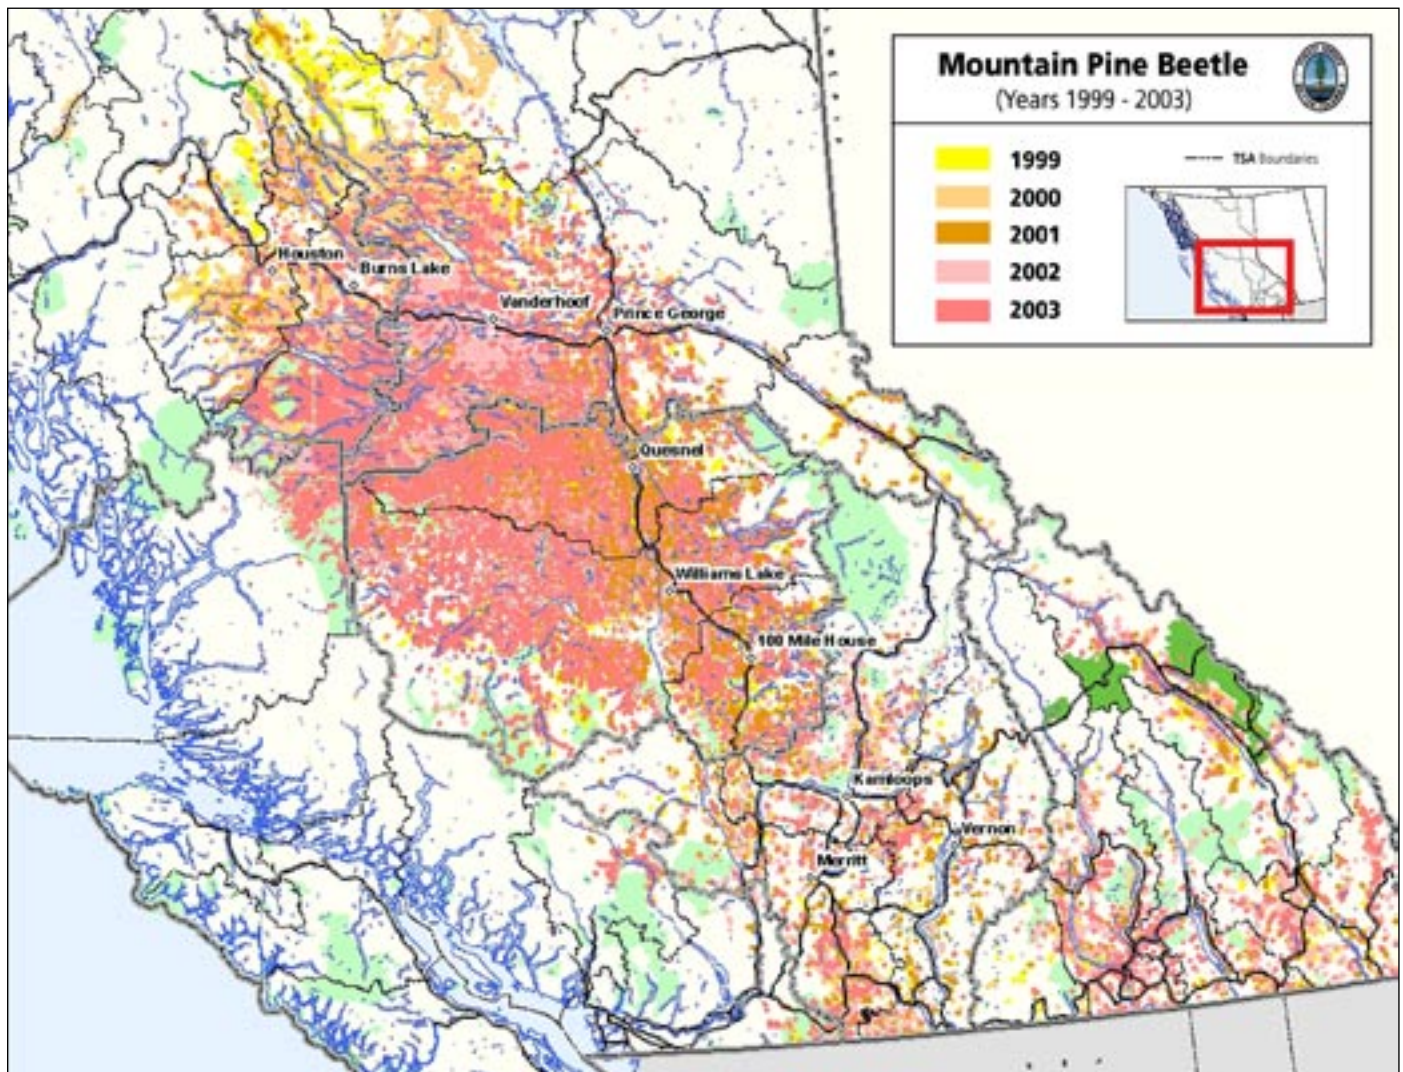 Mountain Pine Beetle
(Years 1999 - 2003)
1999
TSA Boundaries
2000
2001
2002
2003
Houston
Burns Lake
Vanderhoof
Prince George
Quesnel
Williams Lake
100 Mile House
Kamloops
Vernon
Merritt